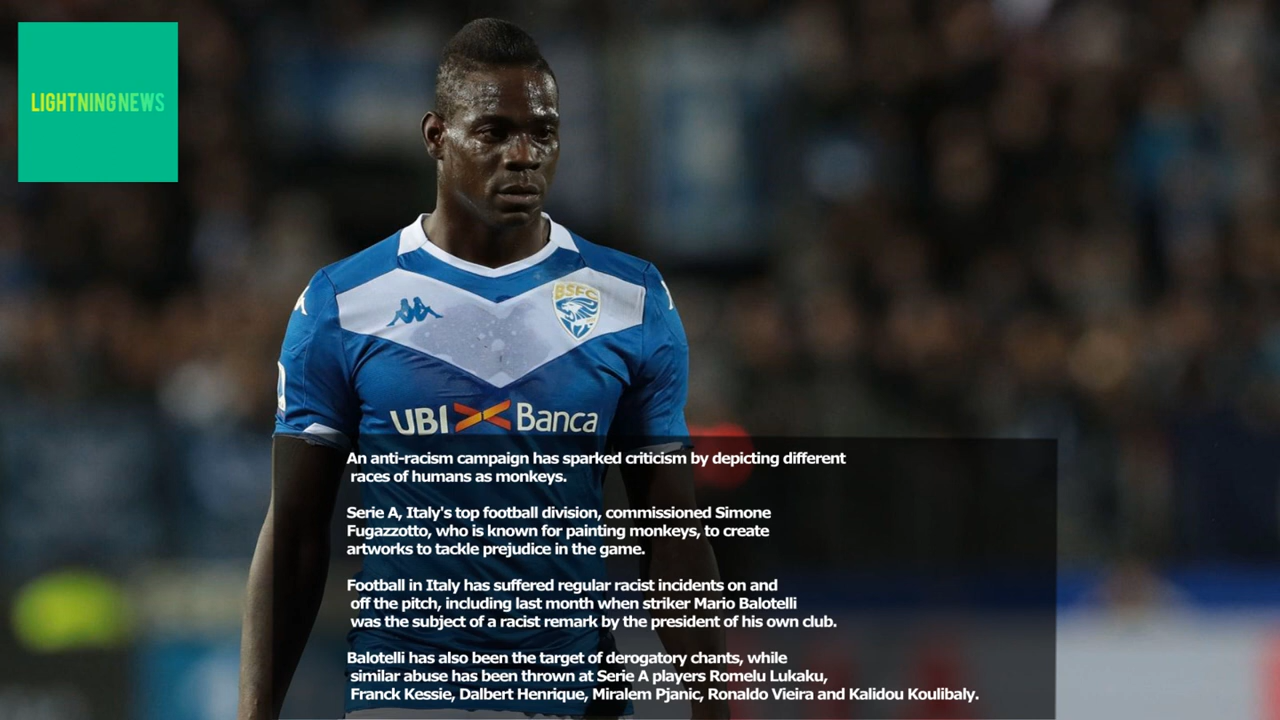 LIGHTNINGNEWS
BSFC
UBI Banca
An anti-racism campaign has sparked criticism by depicting different
races of humans as monkeys.
Serie A, Italy's top football division, commissioned Simone
Fugazzotto, who is known for painting monkeys, to create
artworks to tackle prejudice in the game.
Football in Italy has suffered regular racist incidents on and
off the pitch, including last month when striker Mario Balotelli
was the subject of a racist remark by the president of his own club.
Balotelli has also been the target of derogatory chants, while
similar abuse has been thrown at Serie A players Romelu Lukaku,
Franck Kessie, Dalbert Henrique, Miralem Pjanic, Ronaldo Vieira and Kalidou Koulibaly.